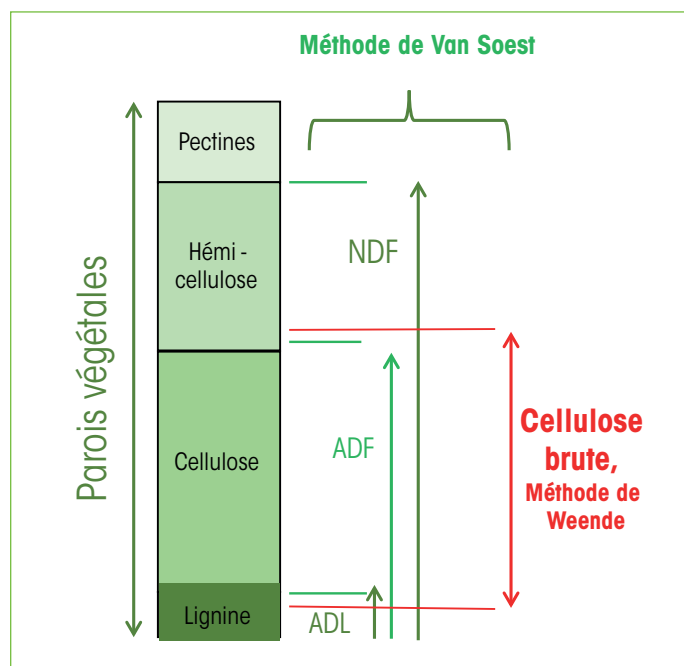 Méthode de Van Soest
Parois végétales
Pectines
Hémi -
cellulose
Cellulose
Lignine
NDF
ADF
ADL
Cellulose
brute,
Méthode de
Weende